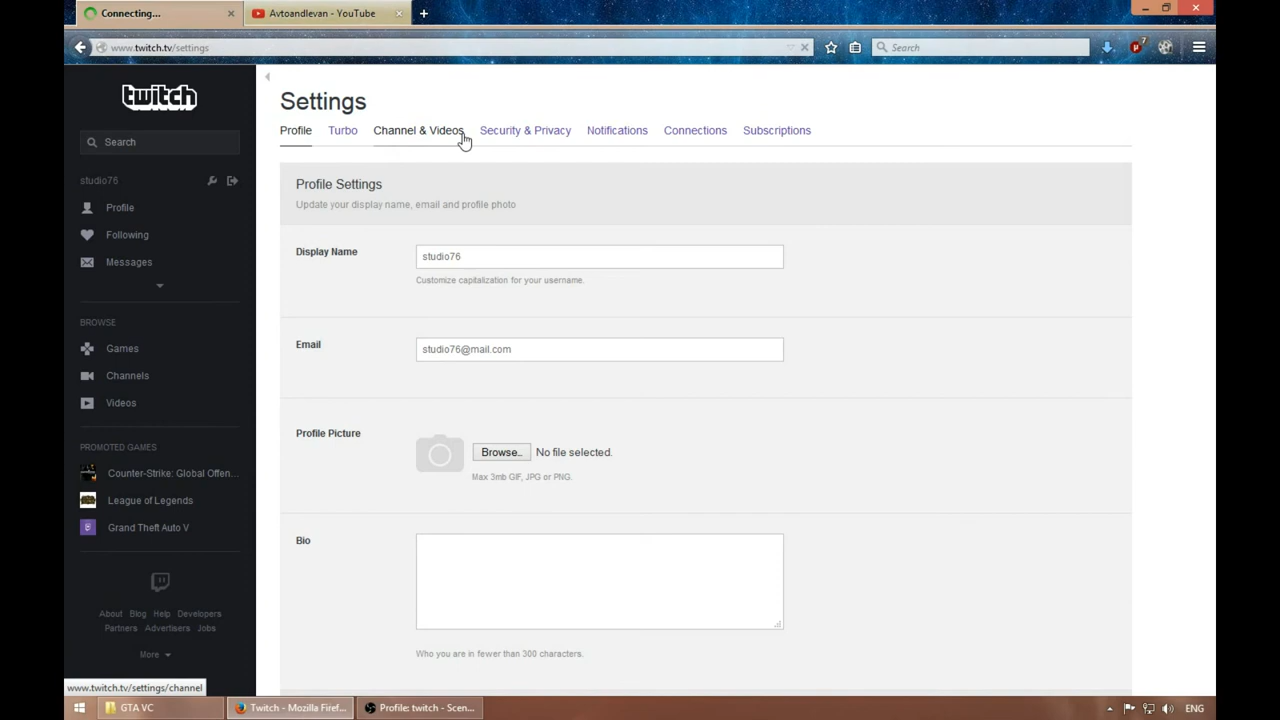 Connecting...
Avtoandlevan - YouTube
www.twitch.tv/settings
Search
7
twitch
Search
studio76
Profile
Following
Messages
BROWSE
Games
Channels
Videos
PROMOTED GAMES
Counter-Strike: Global Offen...
League of Legends
Grand Theft Auto V
About Blog Help Developers
Partners Advertisers Jobs
More
Settings
Profile Turbo Channel & Videos Security & Privacy Notifications Connections Subscriptions
Profile Settings
Update your display name, email and profile photo
Display Name
studio76
Customize capitalization for your username.
Email
studio76@mail.com
Profile Picture
Browse... No file selected.
Max 3mb GIF, JPG or PNG.
Bio
Who you are in fewer than 300 characters.
www.twitch.tv/settings/channel
GTA VC
Twitch - Mozilla Firef...
Profile: twitch - Scen...
ENG